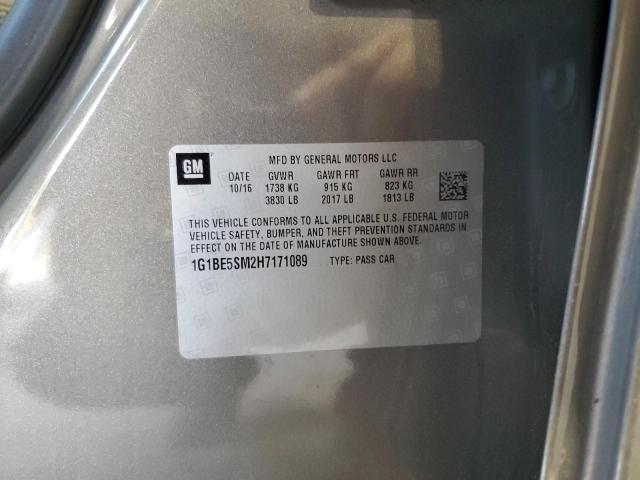 GM
MFD BY GENERAL MOTORS LLC
DATE GVWR GAWR FRT GAWR RR
10/16 1738 KG 915 KG 823 KG
3830 LB 2017 LB 1813 LB
THIS VEHICLE CONFORMS TO ALL APPLICABLE U.S. FEDERAL MOTOR
VEHICLE SAFETY, BUMPER, AND THEFT PREVENTION STANDARDS IN
EFFECT ON THE DATE OF MANUFACTURE SHOWN ABOVE.
1G1BE5SM2H7171089 TYPE: PASS CAR